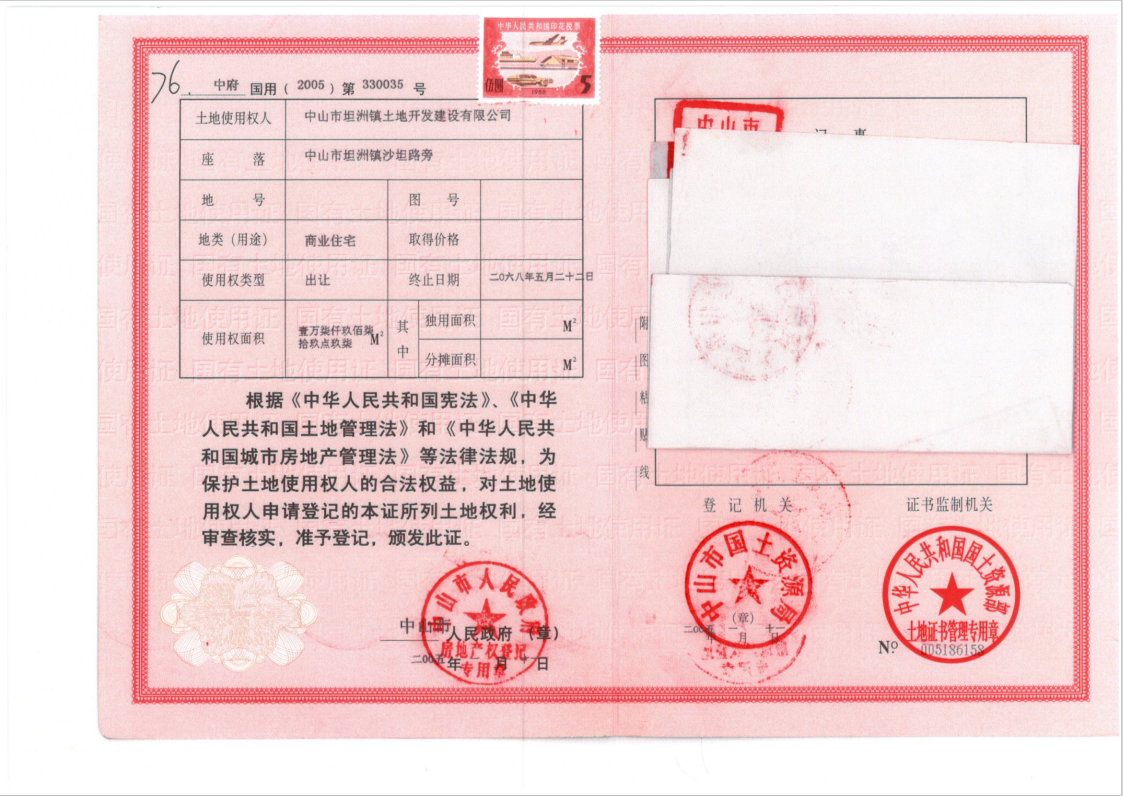 中华人民共和国印花税票
伍圆 1988 5
76. 中府 国用（2005）第 330035 号
土地使用权人 中山市坦洲镇土地开发建设有限公司
座 落 中山市坦洲镇沙坦路旁
地 号 图 号
地类（用途） 商业住宅 取得价格
使用权类型 出让 终止日期 二0六八年五月二十二日
使用权面积 壹万柒仟玖佰柒
拾玖点玖柒 M²
其
中
独用面积 M²
分摊面积 M²
根据《中华人民共和国宪法》、《中华
人民共和国土地管理法》和《中华人民共
和国城市房地产管理法》等法律法规，为
保护土地使用权人的合法权益，对土地使
用权人申请登记的本证所列土地权利，经
审查核实，准予登记，颁发此证。
中山市人民政府
房地产权登记
专用章
中山市人民政府（章）
二00五年 月 日
中山市
记 事
附
图
粘
贴
线
登记机关
中山市国土资源局
（章）
二00五年一月十一日
证书监制机关
中华人民共和国国土资源部
土地证书管理专用章
Nº 005186158